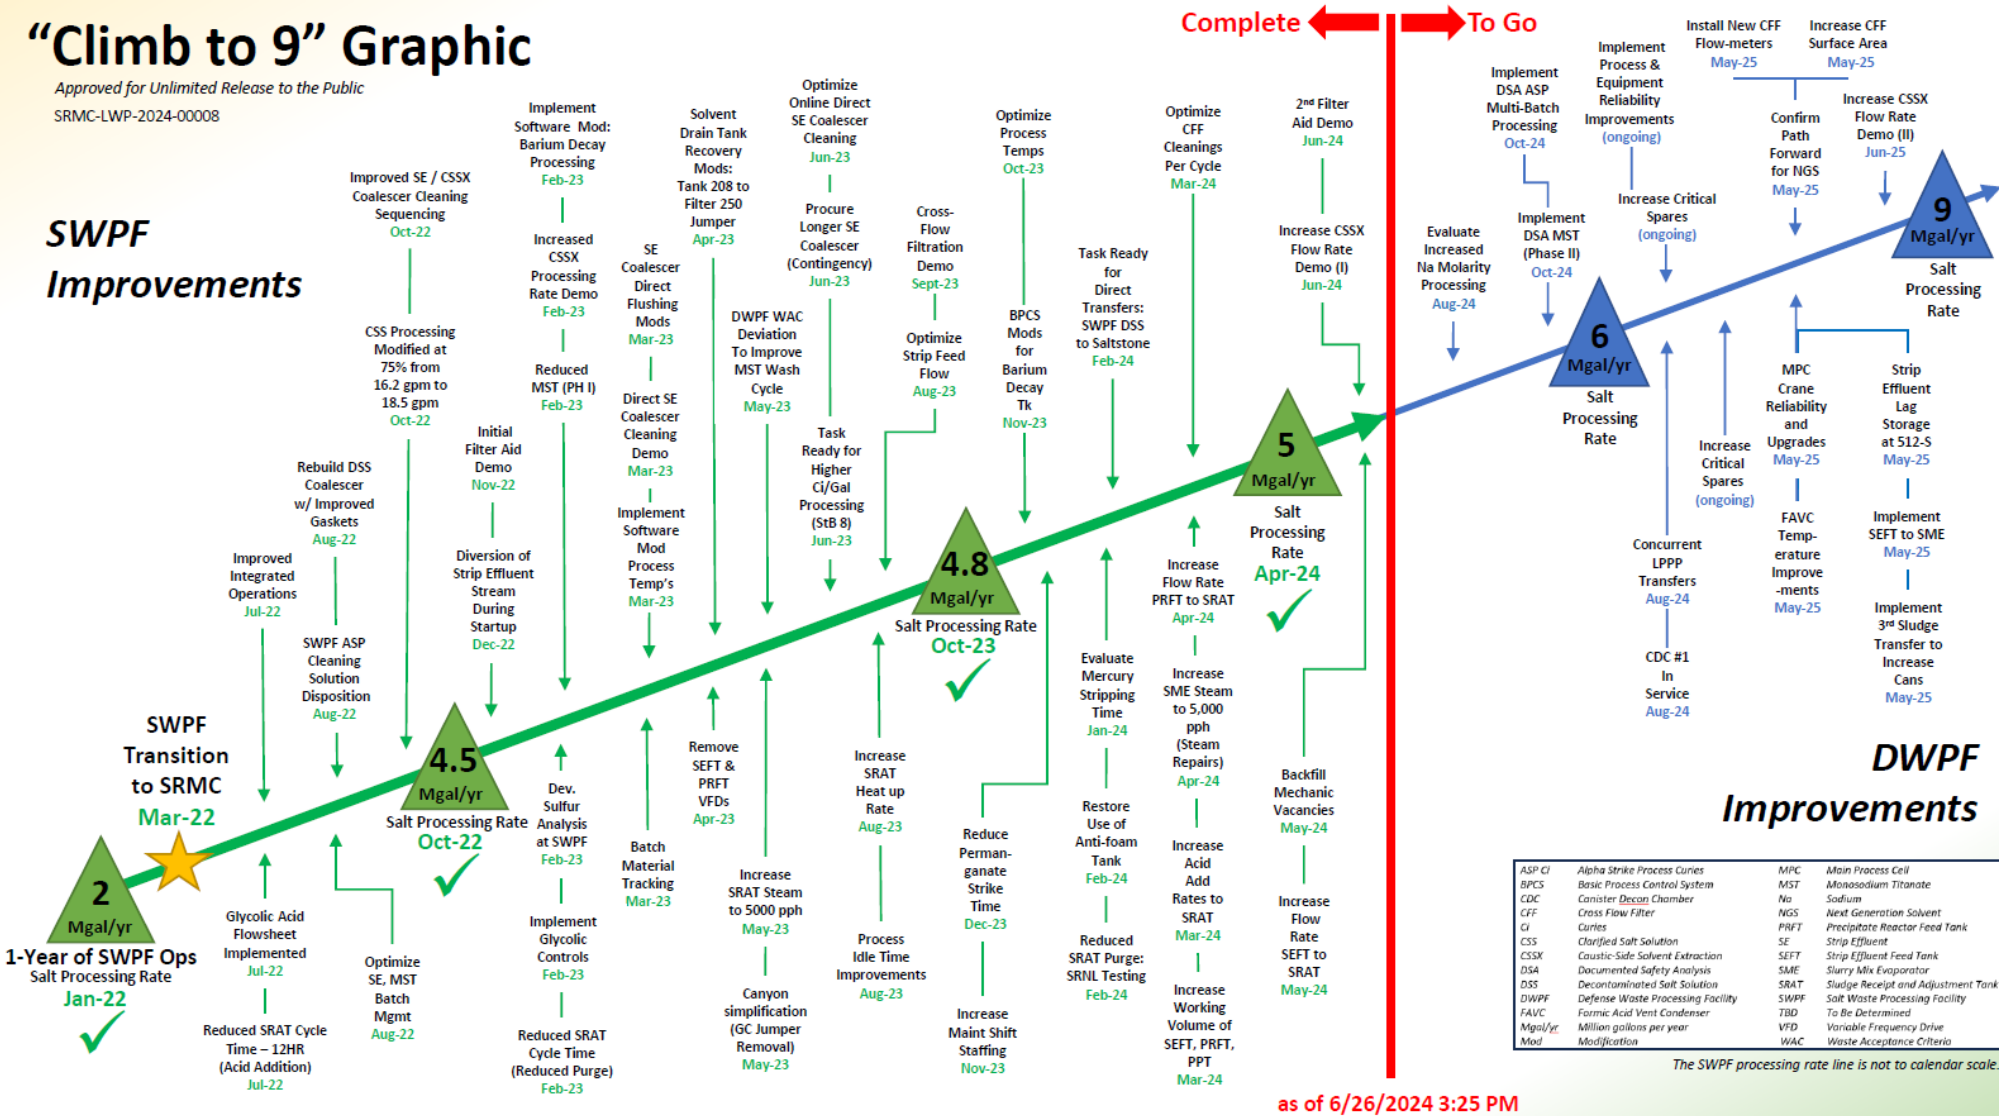 “Climb to 9” Graphic
Approved for Unlimited Release to the Public
SRMC-LWP-2024-00008
Complete
To Go
SWPF
Improvements
Improved SE / CSSX
Coalescer Cleaning
Sequencing
Oct-22
CSS Processing
Modified at
75% from
16.2 gpm to
18.5 gpm
Oct-22
Rebuild DSS
Coalescer
w/ Improved
Gaskets
Aug-22
SWPF ASP
Cleaning
Solution
Disposition
Aug-22
Improved
Integrated
Operations
Jul-22
Initial
Filter Aid
Demo
Nov-22
Diversion of
Strip Effluent
Stream
During
Startup
Dec-22
Implement
Software Mod:
Barium Decay
Processing
Feb-23
Increased
CSSX
Processing
Rate Demo
Feb-23
Reduced
MST (PH I)
Feb-23
SE
Coalescer
Direct
Flushing
Mods
Mar-23
Direct SE
Coalescer
Cleaning
Demo
Mar-23
Implement
Software
Mod
Process
Temp's
Mar-23
Solvent
Drain Tank
Recovery
Mods:
Tank 208 to
Filter 250
Jumper
Apr-23
DWPF WAC
Deviation
To Improve
MST Wash
Cycle
May-23
Optimize
Online Direct
SE Coalescer
Cleaning
Jun-23
Procure
Longer SE
Coalescer
(Contingency)
Jun-23
Task
Ready for
Higher
Ci/Gal
Processing
(StB 8)
Jun-23
Cross-
Flow
Filtration
Demo
Sept-23
Optimize
Strip Feed
Flow
Aug-23
Optimize
Process
Temps
Oct-23
BPCS
Mods
for
Barium
Decay
Tk
Nov-23
Task Ready
for
Direct
Transfers:
SWPF DSS
to Saltstone
Feb-24
Optimize
CFF
Cleanings
Per Cycle
Mar-24
2nd Filter
Aid Demo
Jun-24
Increase CSSX
Flow Rate
Demo (I)
Jun-24
Evaluate
Increased
Na Molarity
Processing
Aug-24
Implement
DSA ASP
Multi-Batch
Processing
Oct-24
Implement
DSA MST
(Phase II)
Oct-24
Implement
Process &
Equipment
Reliability
Improvements
(ongoing)
Increase Critical
Spares
(ongoing)
Install New CFF
Flow-meters
May-25
Increase CFF
Surface Area
May-25
Confirm
Path
Forward
for NGS
May-25
Increase CSSX
Flow Rate
Demo (II)
Jun-25
2
Mgal/yr
1-Year of SWPF Ops
Salt Processing Rate
Jan-22
SWPF
Transition
to SRMC
Mar-22
4.5
Mgal/yr
Salt Processing Rate
Oct-22
4.8
Mgal/yr
Salt Processing Rate
Oct-23
5
Mgal/yr
Salt
Processing
Rate
Apr-24
6
Mgal/yr
Salt
Processing
Rate
9
Mgal/yr
Salt
Processing
Rate
Glycolic Acid
Flowsheet
Implemented
Jul-22
Reduced SRAT Cycle
Time – 12HR
(Acid Addition)
Jul-22
Optimize
SE, MST
Batch
Mgmt
Aug-22
Dev.
Sulfur
Analysis
at SWPF
Feb-23
Implement
Glycolic
Controls
Feb-23
Reduced SRAT
Cycle Time
(Reduced Purge)
Feb-23
Batch
Material
Tracking
Mar-23
Remove
SEFT &
PRFT
VFDs
Apr-23
Increase
SRAT Steam
to 5000 pph
May-23
Canyon
simplification
(GC Jumper
Removal)
May-23
Increase
SRAT
Heat up
Rate
Aug-23
Process
Idle Time
Improvements
Aug-23
Reduce
Perman-
ganate
Strike
Time
Dec-23
Increase
Maint Shift
Staffing
Nov-23
Evaluate
Mercury
Stripping
Time
Jan-24
Restore
Use of
Anti-foam
Tank
Feb-24
Reduced
SRAT Purge:
SRNL Testing
Feb-24
Increase
Flow Rate
PRFT to SRAT
Apr-24
Increase
SME Steam
to 5,000
pph
(Steam
Repairs)
Apr-24
Increase
Acid
Add
Rates to
SRAT
Mar-24
Increase
Working
Volume of
SEFT, PRFT,
PPT
Mar-24
Backfill
Mechanic
Vacancies
May-24
Increase
Flow
Rate
SEFT to
SRAT
May-24
Concurrent
LPPP
Transfers
Aug-24
CDC #1
In
Service
Aug-24
Increase
Critical
Spares
(ongoing)
MPC
Crane
Reliability
and
Upgrades
May-25
FAVC
Temp-
erature
Improve
-ments
May-25
Strip
Effluent
Lag
Storage
at 512-S
May-25
Implement
SEFT to SME
May-25
Implement
3rd Sludge
Transfer to
Increase
Cans
May-25
DWPF
Improvements
ASP Ci Alpha Strike Process Curies MPC Main Process Cell
BPCS Basic Process Control System MST Monosodium Titanate
CDC Canister Decon Chamber Na Sodium
CFF Cross Flow Filter NGS Next Generation Solvent
Ci Curies PRFT Precipitate Reactor Feed Tank
CSS Clarified Salt Solution SE Strip Effluent
CSSX Caustic-Side Solvent Extraction SEFT Strip Effluent Feed Tank
DSA Documented Safety Analysis SME Slurry Mix Evaporator
DSS Decontaminated Salt Solution SRAT Sludge Receipt and Adjustment Tank
DWPF Defense Waste Processing Facility SWPF Salt Waste Processing Facility
FAVC Formic Acid Vent Condenser TBD To Be Determined
Mgal/yr Million gallons per year VFD Variable Frequency Drive
Mod Modification WAC Waste Acceptance Criteria
The SWPF processing rate line is not to calendar scale.
as of 6/26/2024 3:25 PM